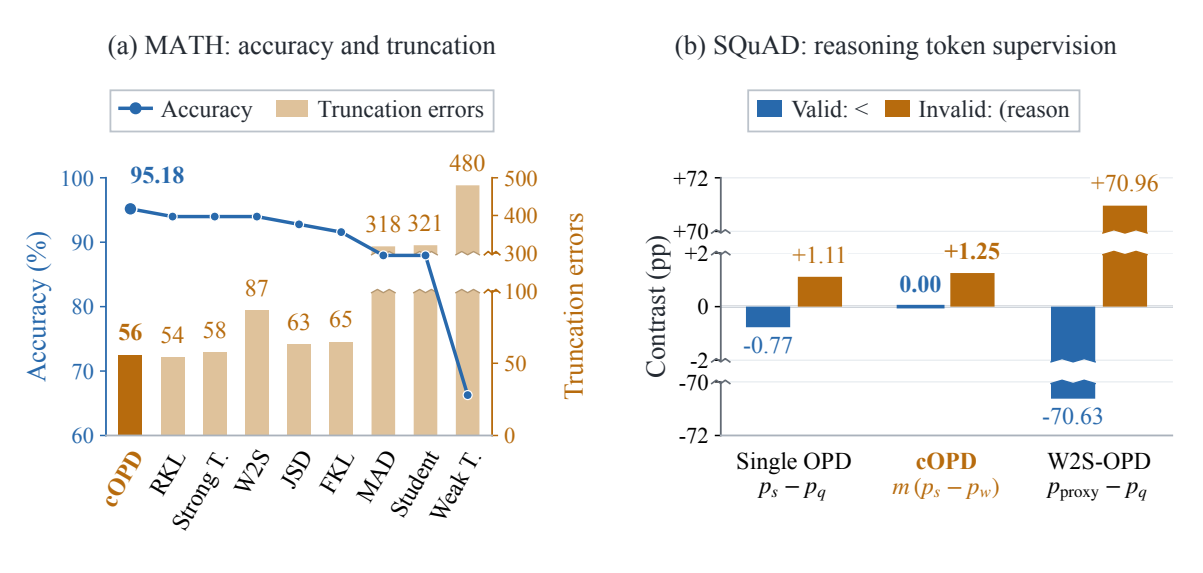 (a) MATH: accuracy and truncation
Accuracy
Truncation errors
95.18
480
318
321
87
56
54
58
63
65
100
90
80
70
60
Accuracy (%)
500
400
300
100
50
0
Truncation errors
cOPD
RKL
Strong T.
W2S
JSD
FKL
MAD
Student
Weak T.
(b) SQuAD: reasoning token supervision
Valid: <
Invalid: (reason
+72
+70
+2
0
-2
-70
-72
Contrast (pp)
+1.11
-0.77
0.00
+1.25
+70.96
-70.63
Single OPD
pₛ − p_q
cOPD
m (pₛ − p_w)
W2S-OPD
p_proxy − p_q